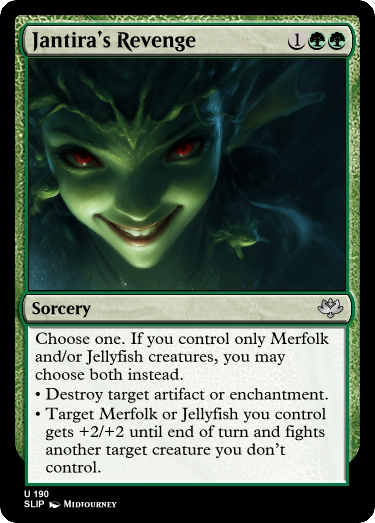 Jantira's Revenge 1
Sorcery
Choose one. If you control only Merfolk
and/or Jellyfish creatures, you may
choose both instead.
• Destroy target artifact or enchantment.
• Target Merfolk or Jellyfish you control
gets +2/+2 until end of turn and fights
another target creature you don't
control.
U 190
SLIP Midjourney